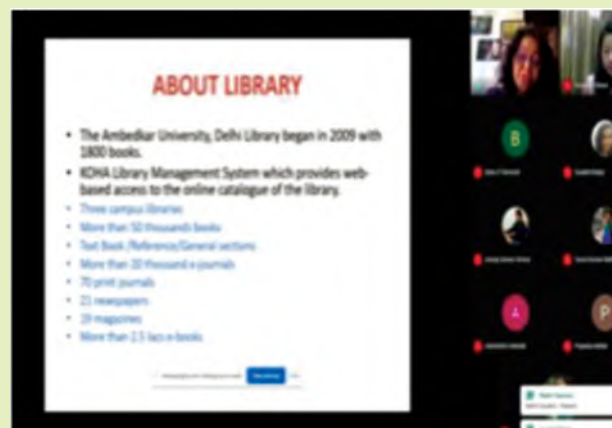 ABOUT LIBRARY
• The Ambedkar University, Delhi Library began in 2009 with
1800 books.
• KOHA Library Management System which provides web-
based access to the online catalogue of the library.
• Three campus libraries
• More than 50 thousands books
• Text Book /Reference/General sections
• More than 20 thousand e-journals
• 70 print journals
• 21 newspapers
• 19 magazines
• More than 2.5 lacs e-books
B
A
P